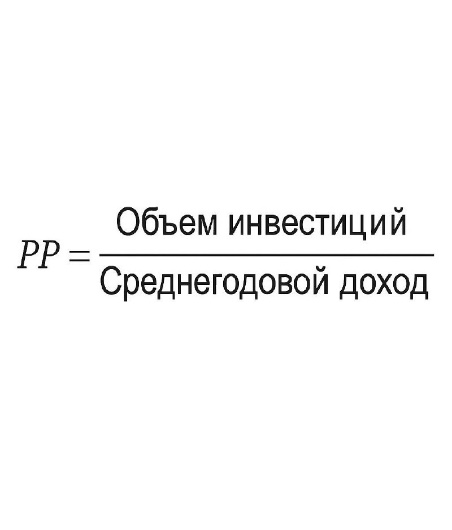 Объем инвестиций
PP =
Среднегодовой доход